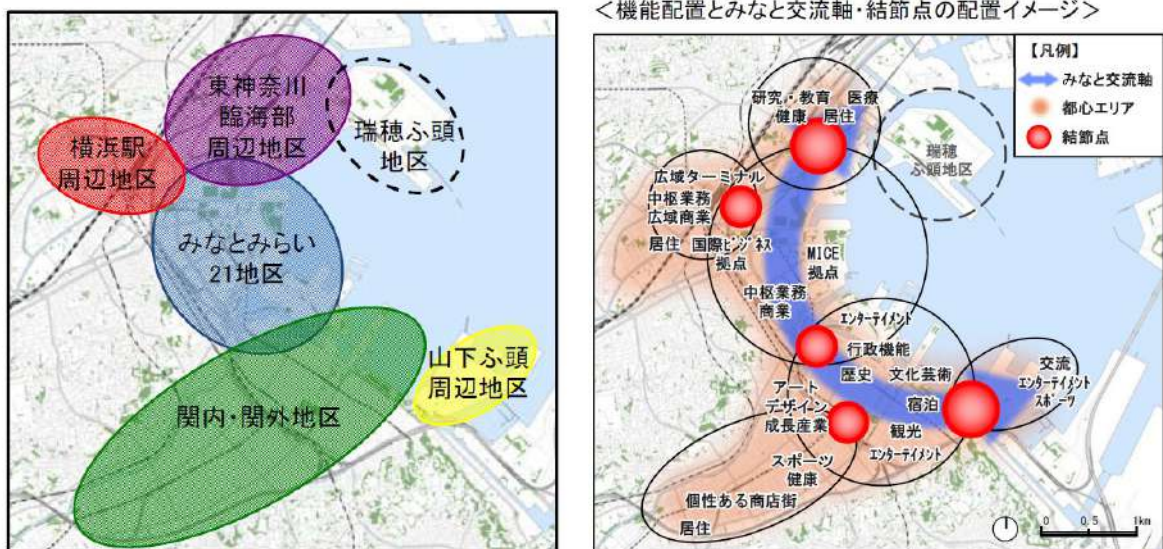 東神奈川
臨海部
周辺地区
瑞穂ふ頭
地区
横浜駅
周辺地区
みなとみらい
21地区
山下ふ頭
周辺地区
関内・関外地区
＜機能配置とみなと交流軸・結節点の配置イメージ＞
【凡例】
みなと交流軸
都心エリア
結節点
研究・教育 医療
健康 居住
瑞穂
ふ頭地区
広域ターミナル
中枢業務
広域商業
居住
国際ビジネス
拠点
MICE
拠点
中枢業務
商業
エンターテイメント
行政機能
歴史 文化芸術
交流
エンターテイメント
スポーツ
アート
デザイン
成長産業
宿泊
観光
エンターテイメント
スポーツ
健康
個性ある商店街
居住
0 0.5 1km